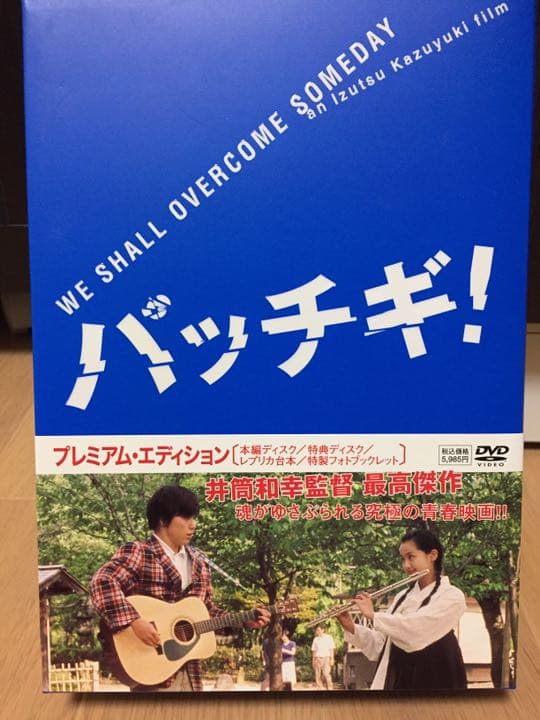 WE SHALL OVERCOME SOMEDAY
an Izutsu Kazuyuki film
パッチギ!
プレミアム・エディション
本編ディスク/特典ディスク/
レプリカ台本/特製フォトブックレット
税込価格
5,985円
DVD
VIDEO
井筒和幸監督 最高傑作
魂がゆさぶられる究極の青春映画!!